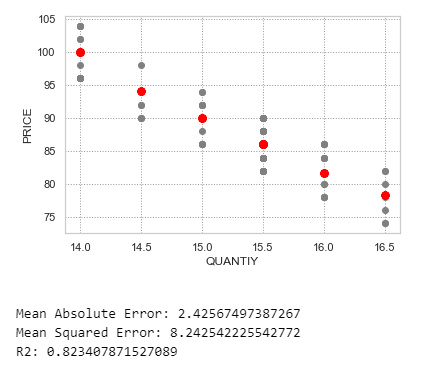 105
100
95
90
85
80
75
PRICE
14.0 14.5 15.0 15.5 16.0 16.5
QUANTIY
Mean Absolute Error: 2.42567497387267
Mean Squared Error: 8.242542225542772
R2: 0.823407871527089